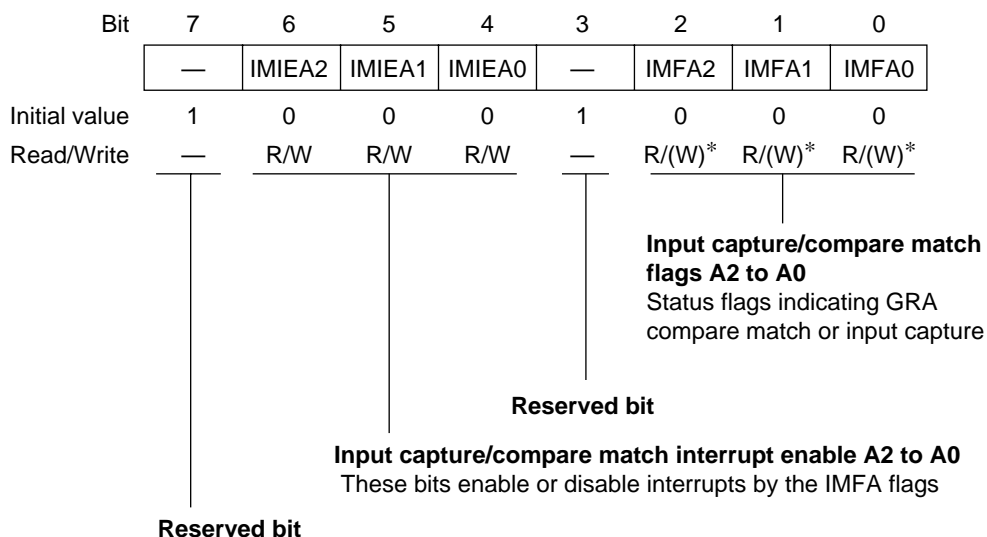 Bit 7 6 5 4 3 2 1 0
— IMIEA2 IMIEA1 IMIEA0 — IMFA2 IMFA1 IMFA0
Initial value 1 0 0 0 1 0 0 0
Read/Write — R/W R/W R/W — R/(W)* R/(W)* R/(W)*
Input capture/compare match
flags A2 to A0
Status flags indicating GRA
compare match or input capture
Reserved bit
Input capture/compare match interrupt enable A2 to A0
These bits enable or disable interrupts by the IMFA flags
Reserved bit